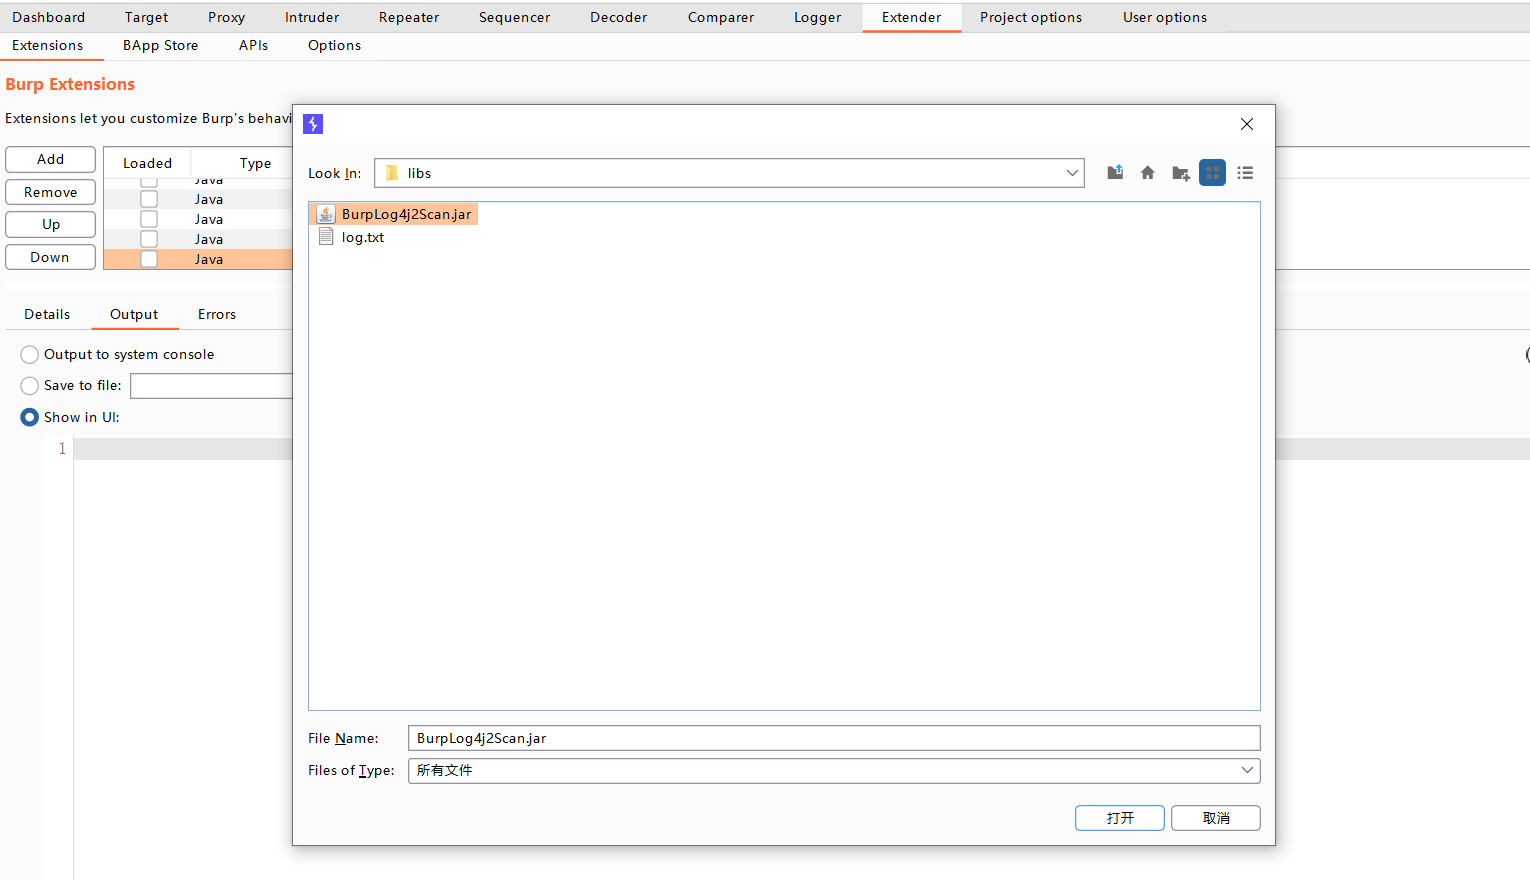 Dashboard Target Proxy Intruder Repeater Sequencer Decoder Comparer Logger Extender Project options User options
Extensions BApp Store APIs Options
Burp Extensions
Extensions let you customize Burp's behavi
Add
Remove
Up
Down
Loaded Type
Java
Java
Java
Java
Java
Details Output Errors
Output to system console
Save to file:
Show in UI:
1
Look In: libs
BurpLog4j2Scan.jar
log.txt
File Name: BurpLog4j2Scan.jar
Files of Type: 所有文件
打开 取消